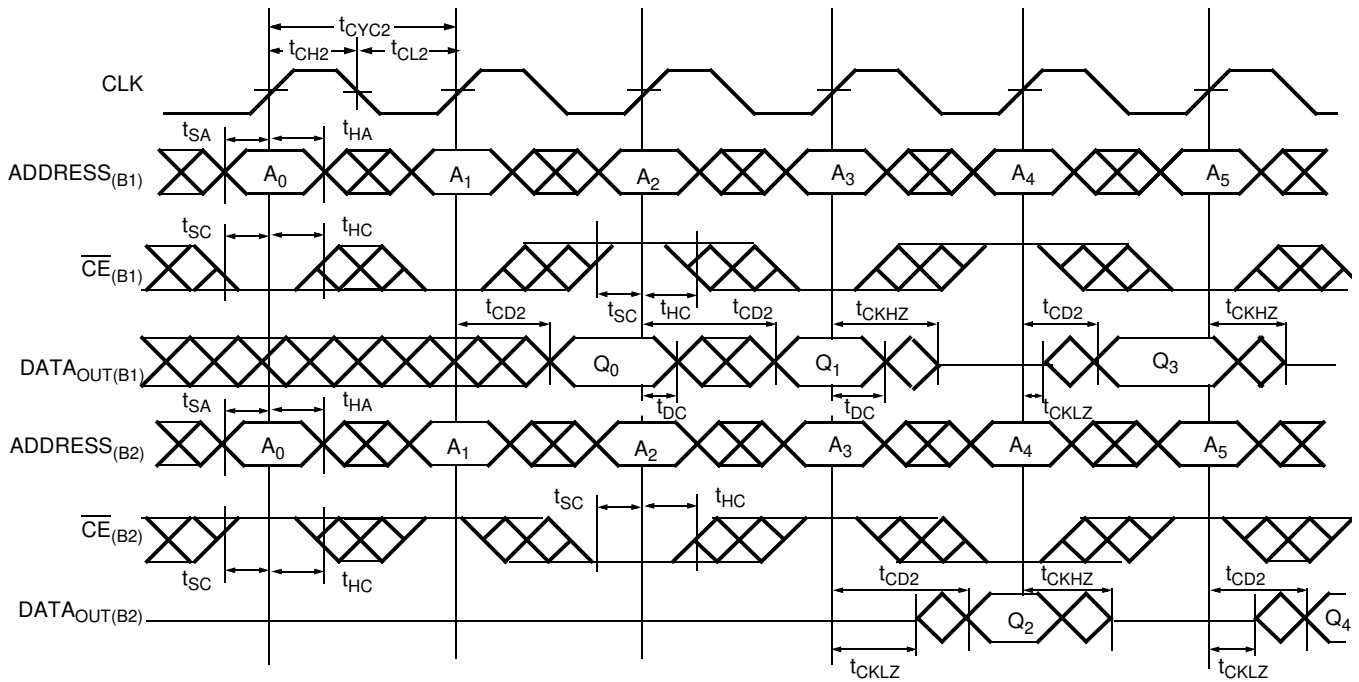 tCYC2
tCH2 tCL2
CLK
tSA tHA
ADDRESS(B1) A0 A1 A2 A3 A4 A5
tSC tHC
CE(B1)
tSC tHC
tCD2 tCD2 tCKHZ tCD2 tCKHZ
DATAOUT(B1) Q0 Q1 Q3
tDC tDC tCKLZ
tSA tHA
ADDRESS(B2) A0 A1 A2 A3 A4 A5
tSC tHC
CE(B2)
tSC tHC
tCD2 tCKHZ tCD2
DATAOUT(B2) Q2 Q4
tCKLZ tCKLZ